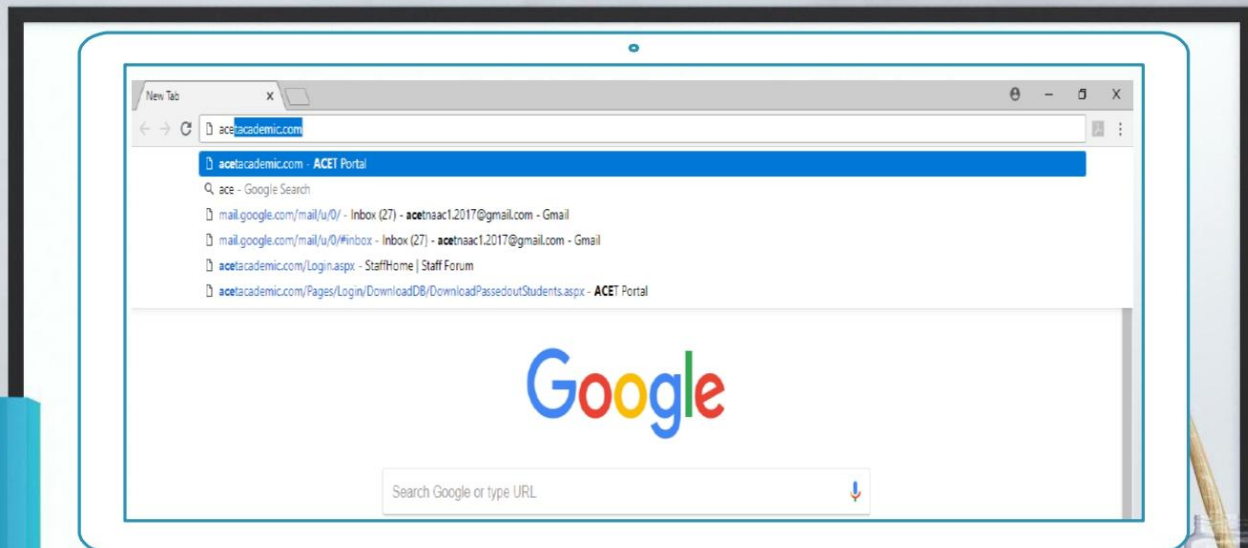 New Tab
acetacademic.com
acetacademic.com - ACET Portal
ace - Google Search
mail.google.com/mail/u/0/ - Inbox (27) - acetnaac1.2017@gmail.com - Gmail
mail.google.com/mail/u/0/#inbox - Inbox (27) - acetnaac1.2017@gmail.com - Gmail
acetacademic.com/Login.aspx - StaffHome | Staff Forum
acetacademic.com/Pages/Login/DownloadDB/DownloadPassedoutStudents.aspx - ACET Portal
Google
Search Google or type URL